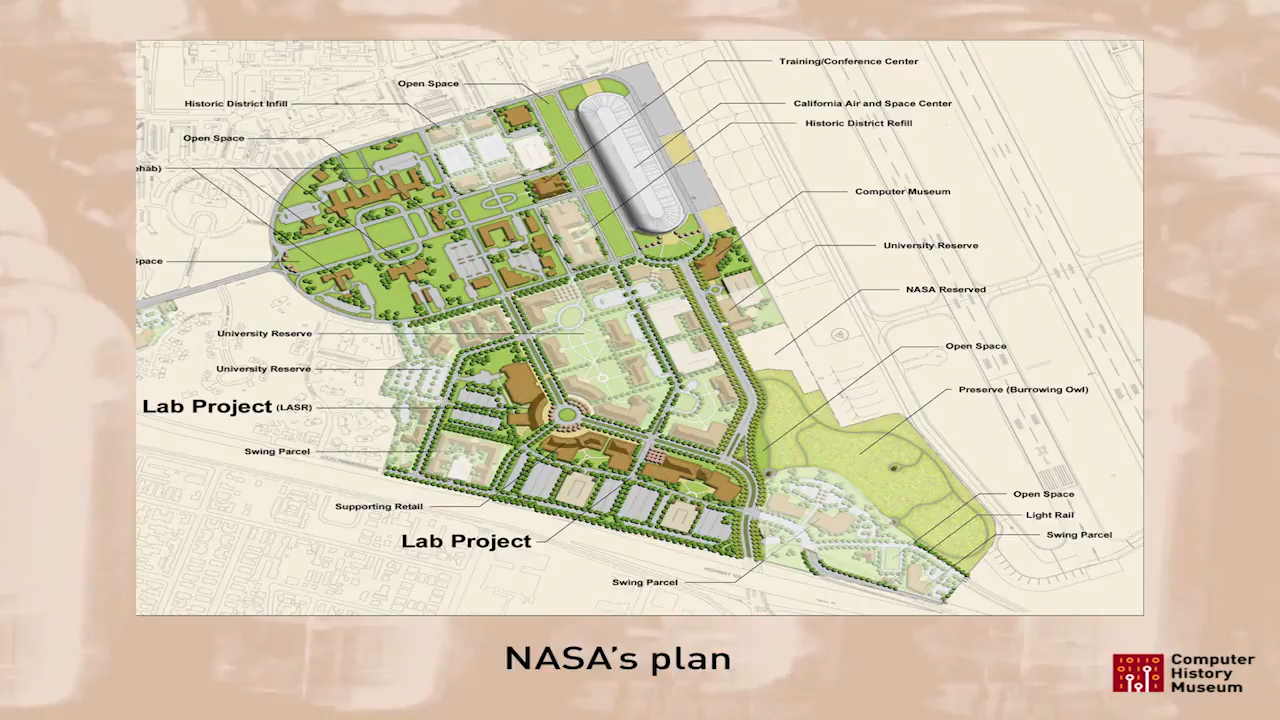 Training/Conference Center
Open Space
Historic District Infill
California Air and Space Center
Historic District Refill
Open Space
ehab)
Computer Museum
University Reserve
Space
NASA Reserved
University Reserve
Open Space
University Reserve
Preserve (Burrowing Owl)
Lab Project (LASR)
Swing Parcel
Open Space
Supporting Retail
Light Rail
Swing Parcel
Lab Project
Swing Parcel
NASA's plan
Computer
History
Museum